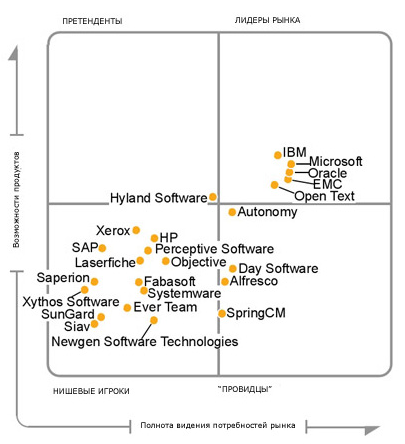 ПРЕТЕНДЕНТЫ
ЛИДЕРЫ РЫНКА
Возможности продуктов
IBM
Microsoft
Oracle
EMC
Open Text
Hyland Software
Autonomy
Xerox
HP
SAP
Perceptive Software
Laserfiche
Objective
Day Software
Saperion
Fabasoft
Alfresco
Systemware
Xythos Software
Ever Team
SunGard
SpringCM
Siav
Newgen Software Technologies
НИШЕВЫЕ ИГРОКИ
"ПРОВИДЦЫ"
Полнота видения потребностей рынка